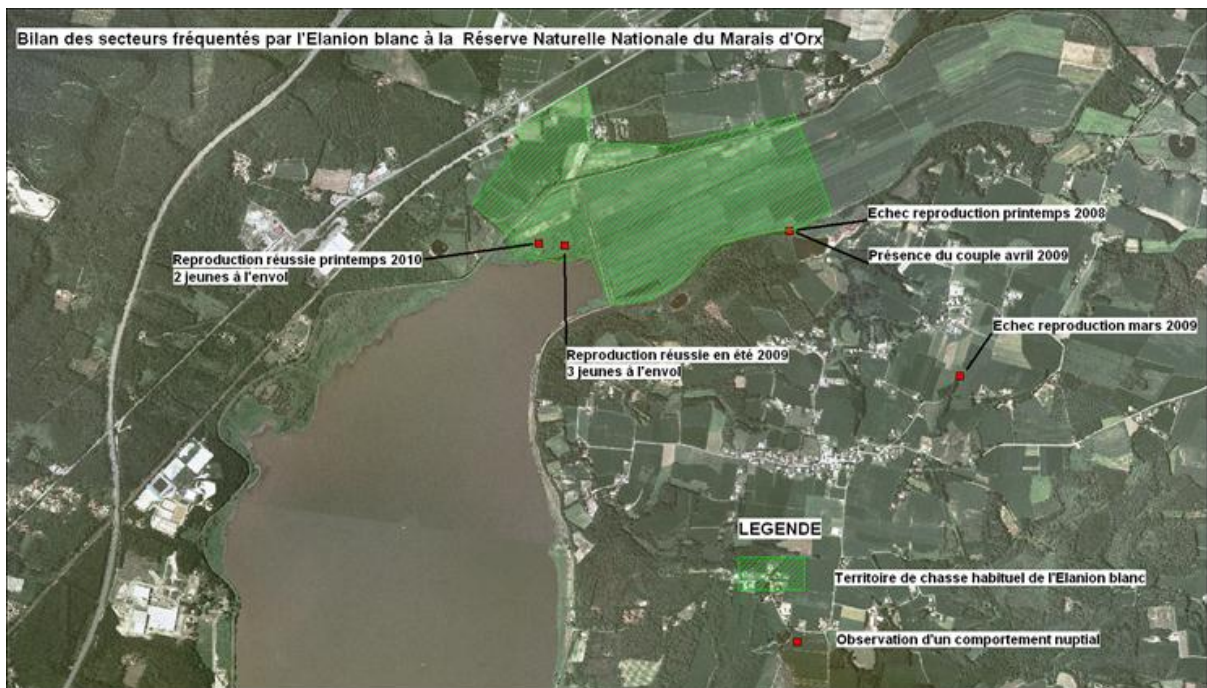 Bilan des secteurs fréquentés par l'Elanion blanc à la Réserve Naturelle Nationale du Marais d'Orx
Echec reproduction printemps 2008
Présence du couple avril 2009
Reproduction réussie printemps 2010
2 jeunes à l'envol
Echec reproduction mars 2009
Reproduction réussie en été 2009
3 jeunes à l'envol
LEGENDE
Territoire de chasse habituel de l'Elanion blanc
Observation d'un comportement nuptial